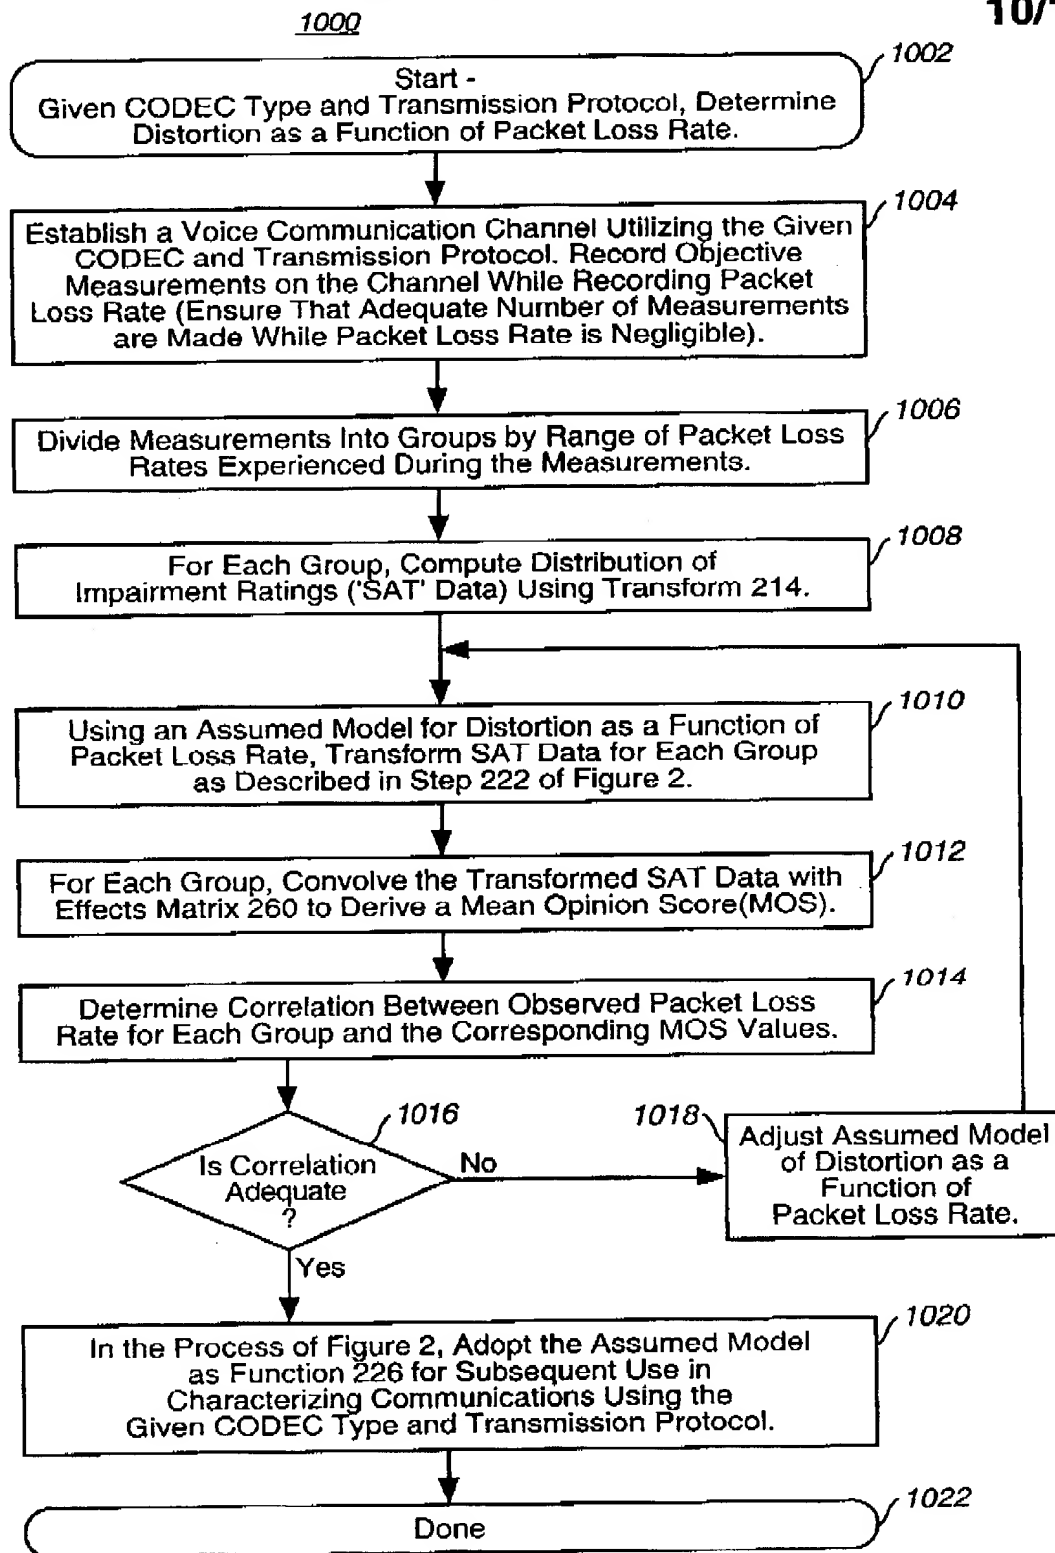 10/1
1000
1002
Start -
Given CODEC Type and Transmission Protocol, Determine
Distortion as a Function of Packet Loss Rate.
1004
Establish a Voice Communication Channel Utilizing the Given
CODEC and Transmission Protocol. Record Objective
Measurements on the Channel While Recording Packet
Loss Rate (Ensure That Adequate Number of Measurements
are Made While Packet Loss Rate is Negligible).
1006
Divide Measurements Into Groups by Range of Packet Loss
Rates Experienced During the Measurements.
1008
For Each Group, Compute Distribution of
Impairment Ratings ('SAT' Data) Using Transform 214.
1010
Using an Assumed Model for Distortion as a Function of
Packet Loss Rate, Transform SAT Data for Each Group
as Described in Step 222 of Figure 2.
1012
For Each Group, Convolve the Transformed SAT Data with
Effects Matrix 260 to Derive a Mean Opinion Score(MOS).
1014
Determine Correlation Between Observed Packet Loss
Rate for Each Group and the Corresponding MOS Values.
1016
Is Correlation
Adequate
?
No
Yes
1018
Adjust Assumed Model
of Distortion as a
Function of
Packet Loss Rate.
1020
In the Process of Figure 2, Adopt the Assumed Model
as Function 226 for Subsequent Use in
Characterizing Communications Using the
Given CODEC Type and Transmission Protocol.
1022
Done